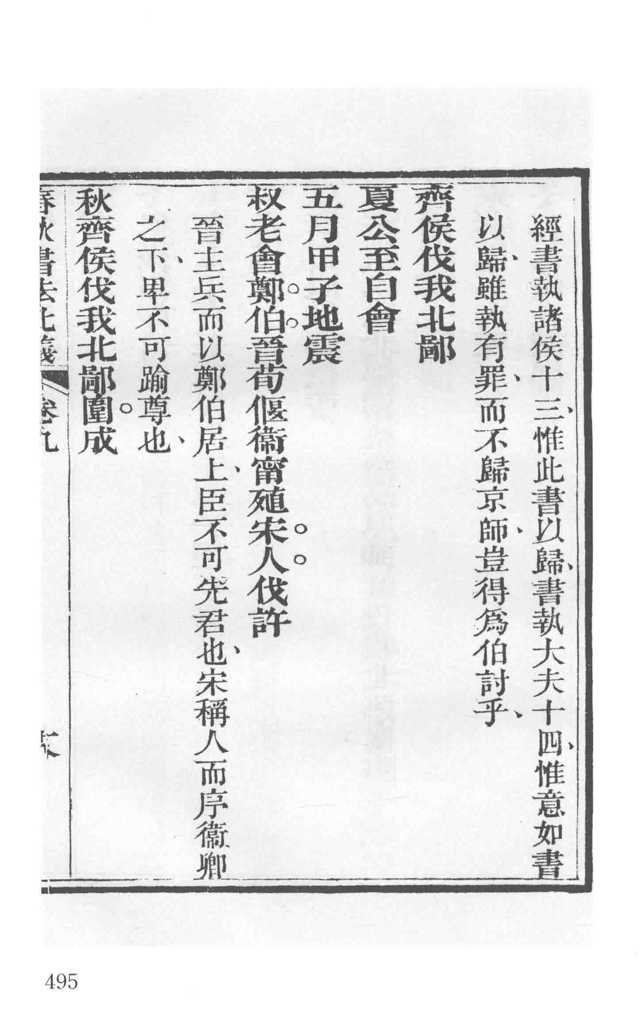 經書執諸侯十三惟此書以歸書執大夫十四惟意如書
以歸雖執有罪而不歸京師豈得爲伯討乎
齊侯伐我北鄙
夏公至自會
五月甲子地震
叔老會鄭伯晉荀偃衞甯殖宋人伐許
晉主兵而以鄭伯居上臣不可先君也宋稱人而序衞卿
之下卑不可踰尊也
秋齊侯伐我北鄙圍成
春秋書法比義 卷九
495